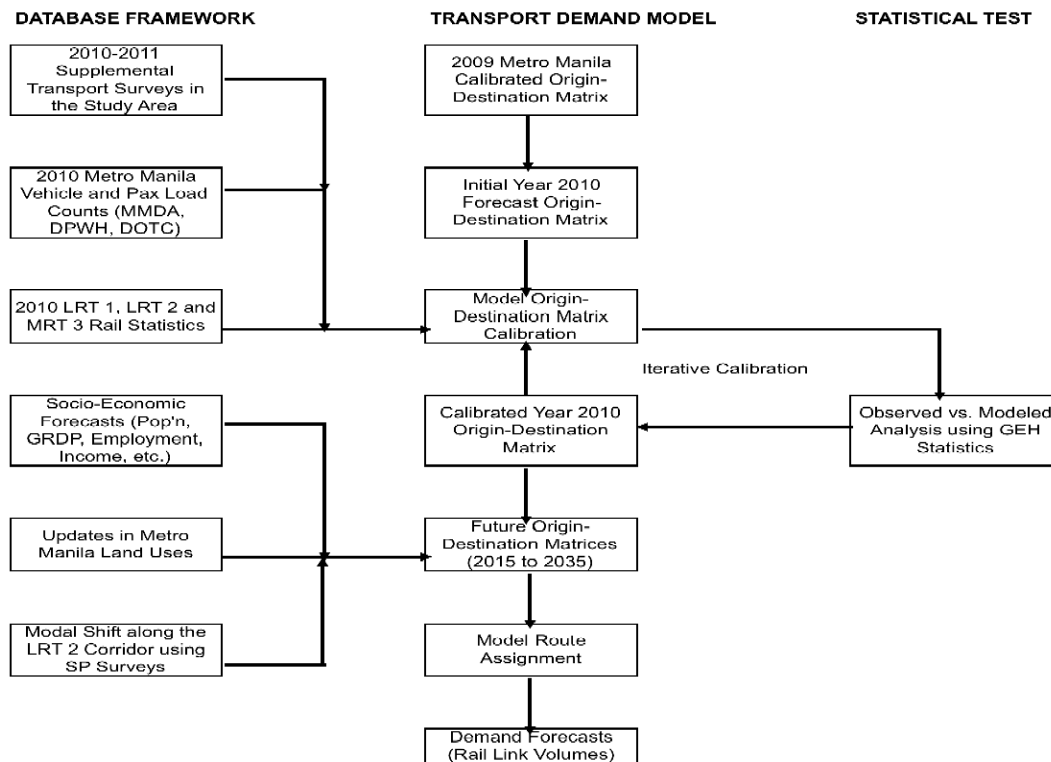 DATABASE FRAMEWORK
TRANSPORT DEMAND MODEL
STATISTICAL TEST
2010-2011
Supplemental
Transport Surveys in
the Study Area
2009 Metro Manila
Calibrated Origin-
Destination Matrix
2010 Metro Manila
Vehicle and Pax Load
Counts (MMDA,
DPWH, DOTC)
Initial Year 2010
Forecast Origin-
Destination Matrix
2010 LRT 1, LRT 2 and
MRT 3 Rail Statistics
Model Origin-
Destination Matrix
Calibration
Iterative Calibration
Socio-Economic
Forecasts (Pop'n,
GRDP, Employment,
Income, etc.)
Calibrated Year 2010
Origin-Destination
Matrix
Observed vs. Modeled
Analysis using GEH
Statistics
Updates in Metro
Manila Land Uses
Future Origin-
Destination Matrices
(2015 to 2035)
Modal Shift along the
LRT 2 Corridor using
SP Surveys
Model Route
Assignment
Demand Forecasts
(Rail Link Volumes)